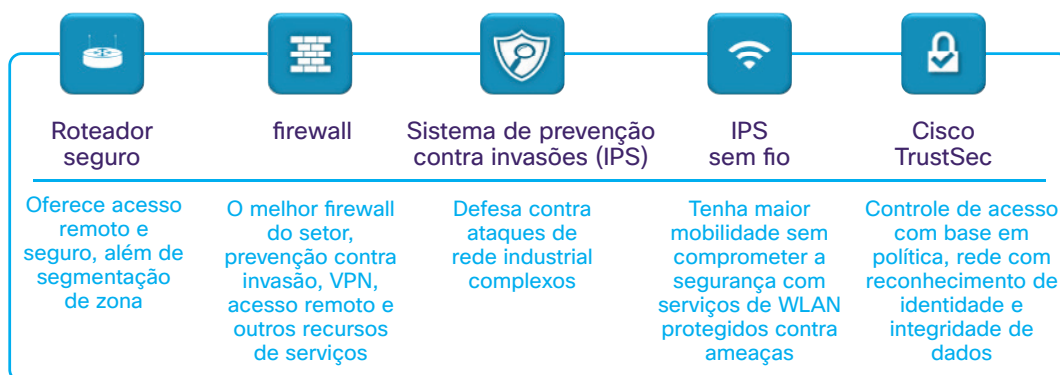 Roteador
seguro
firewall
Sistema de prevenção
contra invasões (IPS)
IPS
sem fio
Cisco
TrustSec
Oferece acesso
remoto e
seguro, além de
segmentação
de zona
O melhor firewall
do setor,
prevenção contra
invasão, VPN,
acesso remoto e
outros recursos
de serviços
Defesa contra
ataques de
rede industrial
complexos
Tenha maior
mobilidade sem
comprometer a
segurança com
serviços de WLAN
protegidos contra
ameaças
Controle de acesso
com base em
política, rede com
reconhecimento de
identidade e
integridade de
dados